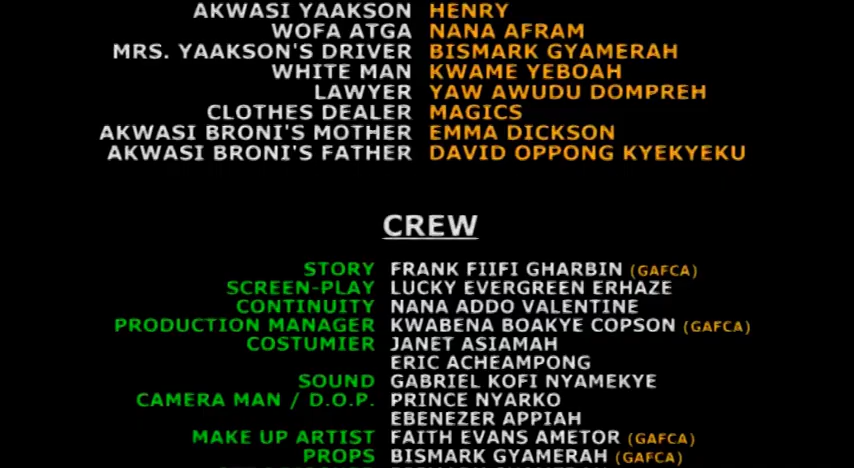 AKWASI YAAKSON HENRY
WOFA ATGA NANA AFRAM
MRS. YAAKSON'S DRIVER BISMARK GYAMERAH
WHITE MAN KWAME YEBOAH
LAWYER YAW AWUDU DOMPREH
CLOTHES DEALER MAGICS
AKWASI BRONI'S MOTHER EMMA DICKSON
AKWASI BRONI'S FATHER DAVID OPPONG KYEKYEKU
CREW
STORY FRANK FIIFI GHARBIN (GAFCA)
SCREEN-PLAY LUCKY EVERGREEN ERHAZE
CONTINUITY NANA ADDO VALENTINE
PRODUCTION MANAGER KWABENA BOAKYE COPSON (GAFCA)
COSTUMIER JANET ASIAMAH
ERIC ACHEAMPONG
SOUND GABRIEL KOFI NYAMEKYE
CAMERA MAN / D.O.P. PRINCE NYARKO
EBENEZER APPIAH
MAKE UP ARTIST FAITH EVANS AMETOR (GAFCA)
PROPS BISMARK GYAMERAH (GAFCA)